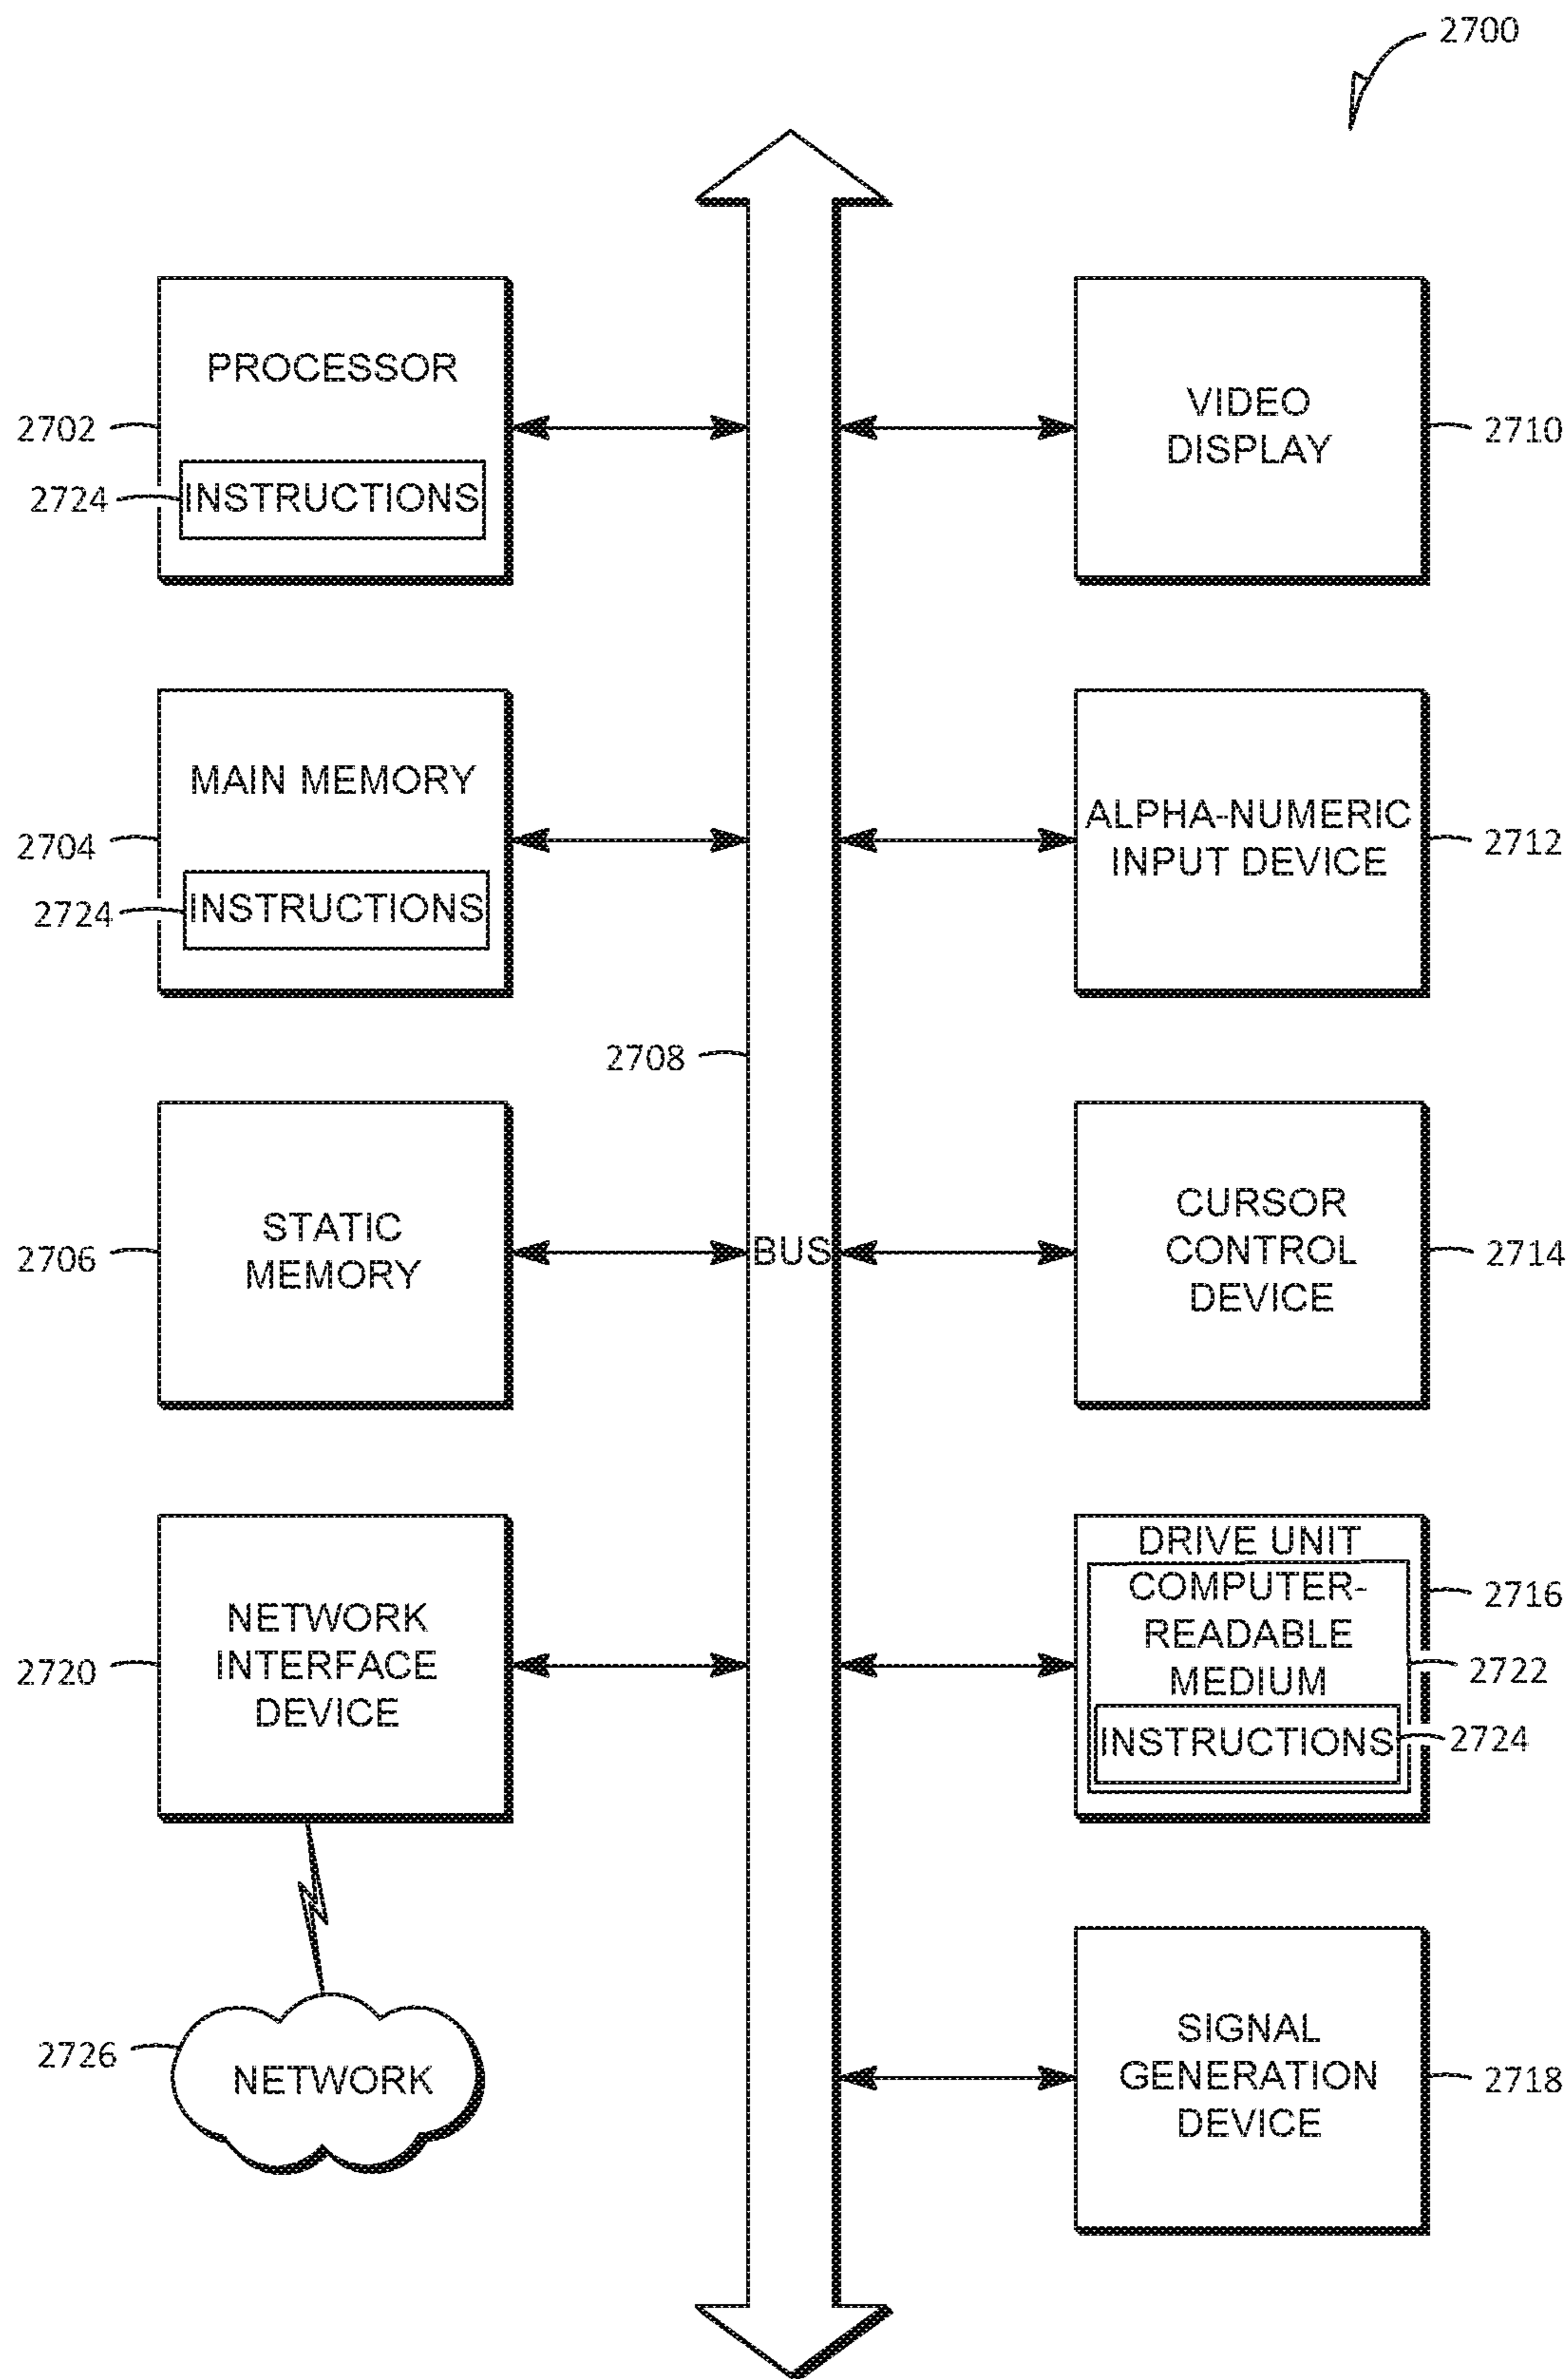 2700
PROCESSOR
2702
2724
INSTRUCTIONS
VIDEO
DISPLAY
2710
MAIN MEMORY
2704
2724
INSTRUCTIONS
ALPHA-NUMERIC
INPUT DEVICE
2712
2708
STATIC
MEMORY
2706
BUS
CURSOR
CONTROL
DEVICE
2714
NETWORK
INTERFACE
DEVICE
2720
DRIVE UNIT
COMPUTER-
READABLE
MEDIUM
2716
2722
INSTRUCTIONS
2724
2726
NETWORK
SIGNAL
GENERATION
DEVICE
2718